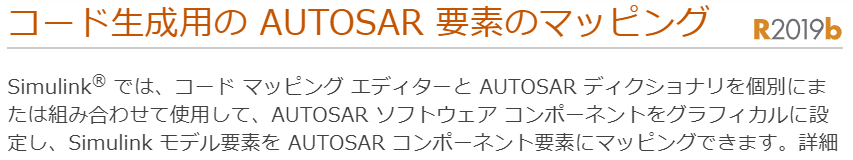 コード生成用の AUTOSAR 要素のマッピング R2019b
Simulink® では、コード マッピング エディターと AUTOSAR ディクショナリを個別にま
たは組み合わせて使用して、AUTOSAR ソフトウェア コンポーネントをグラフィカルに設
定し、Simulink モデル要素を AUTOSAR コンポーネント要素にマッピングできます。詳細